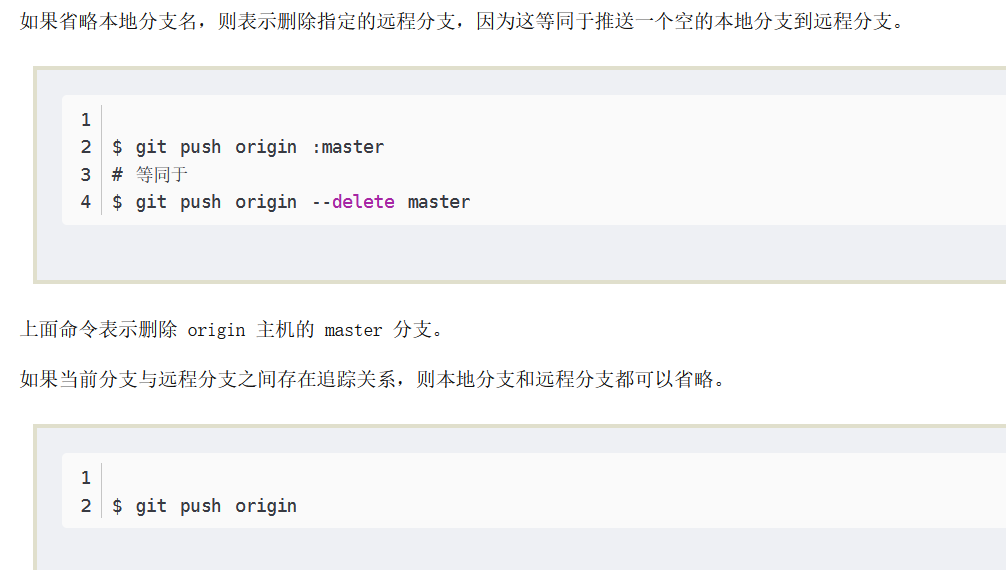 如果省略本地分支名，则表示删除指定的远程分支，因为这等同于推送一个空的本地分支到远程分支。
1
2 $ git push origin :master
3 # 等同于
4 $ git push origin --delete master
上面命令表示删除 origin 主机的 master 分支。
如果当前分支与远程分支之间存在追踪关系，则本地分支和远程分支都可以省略。
1
2 $ git push origin